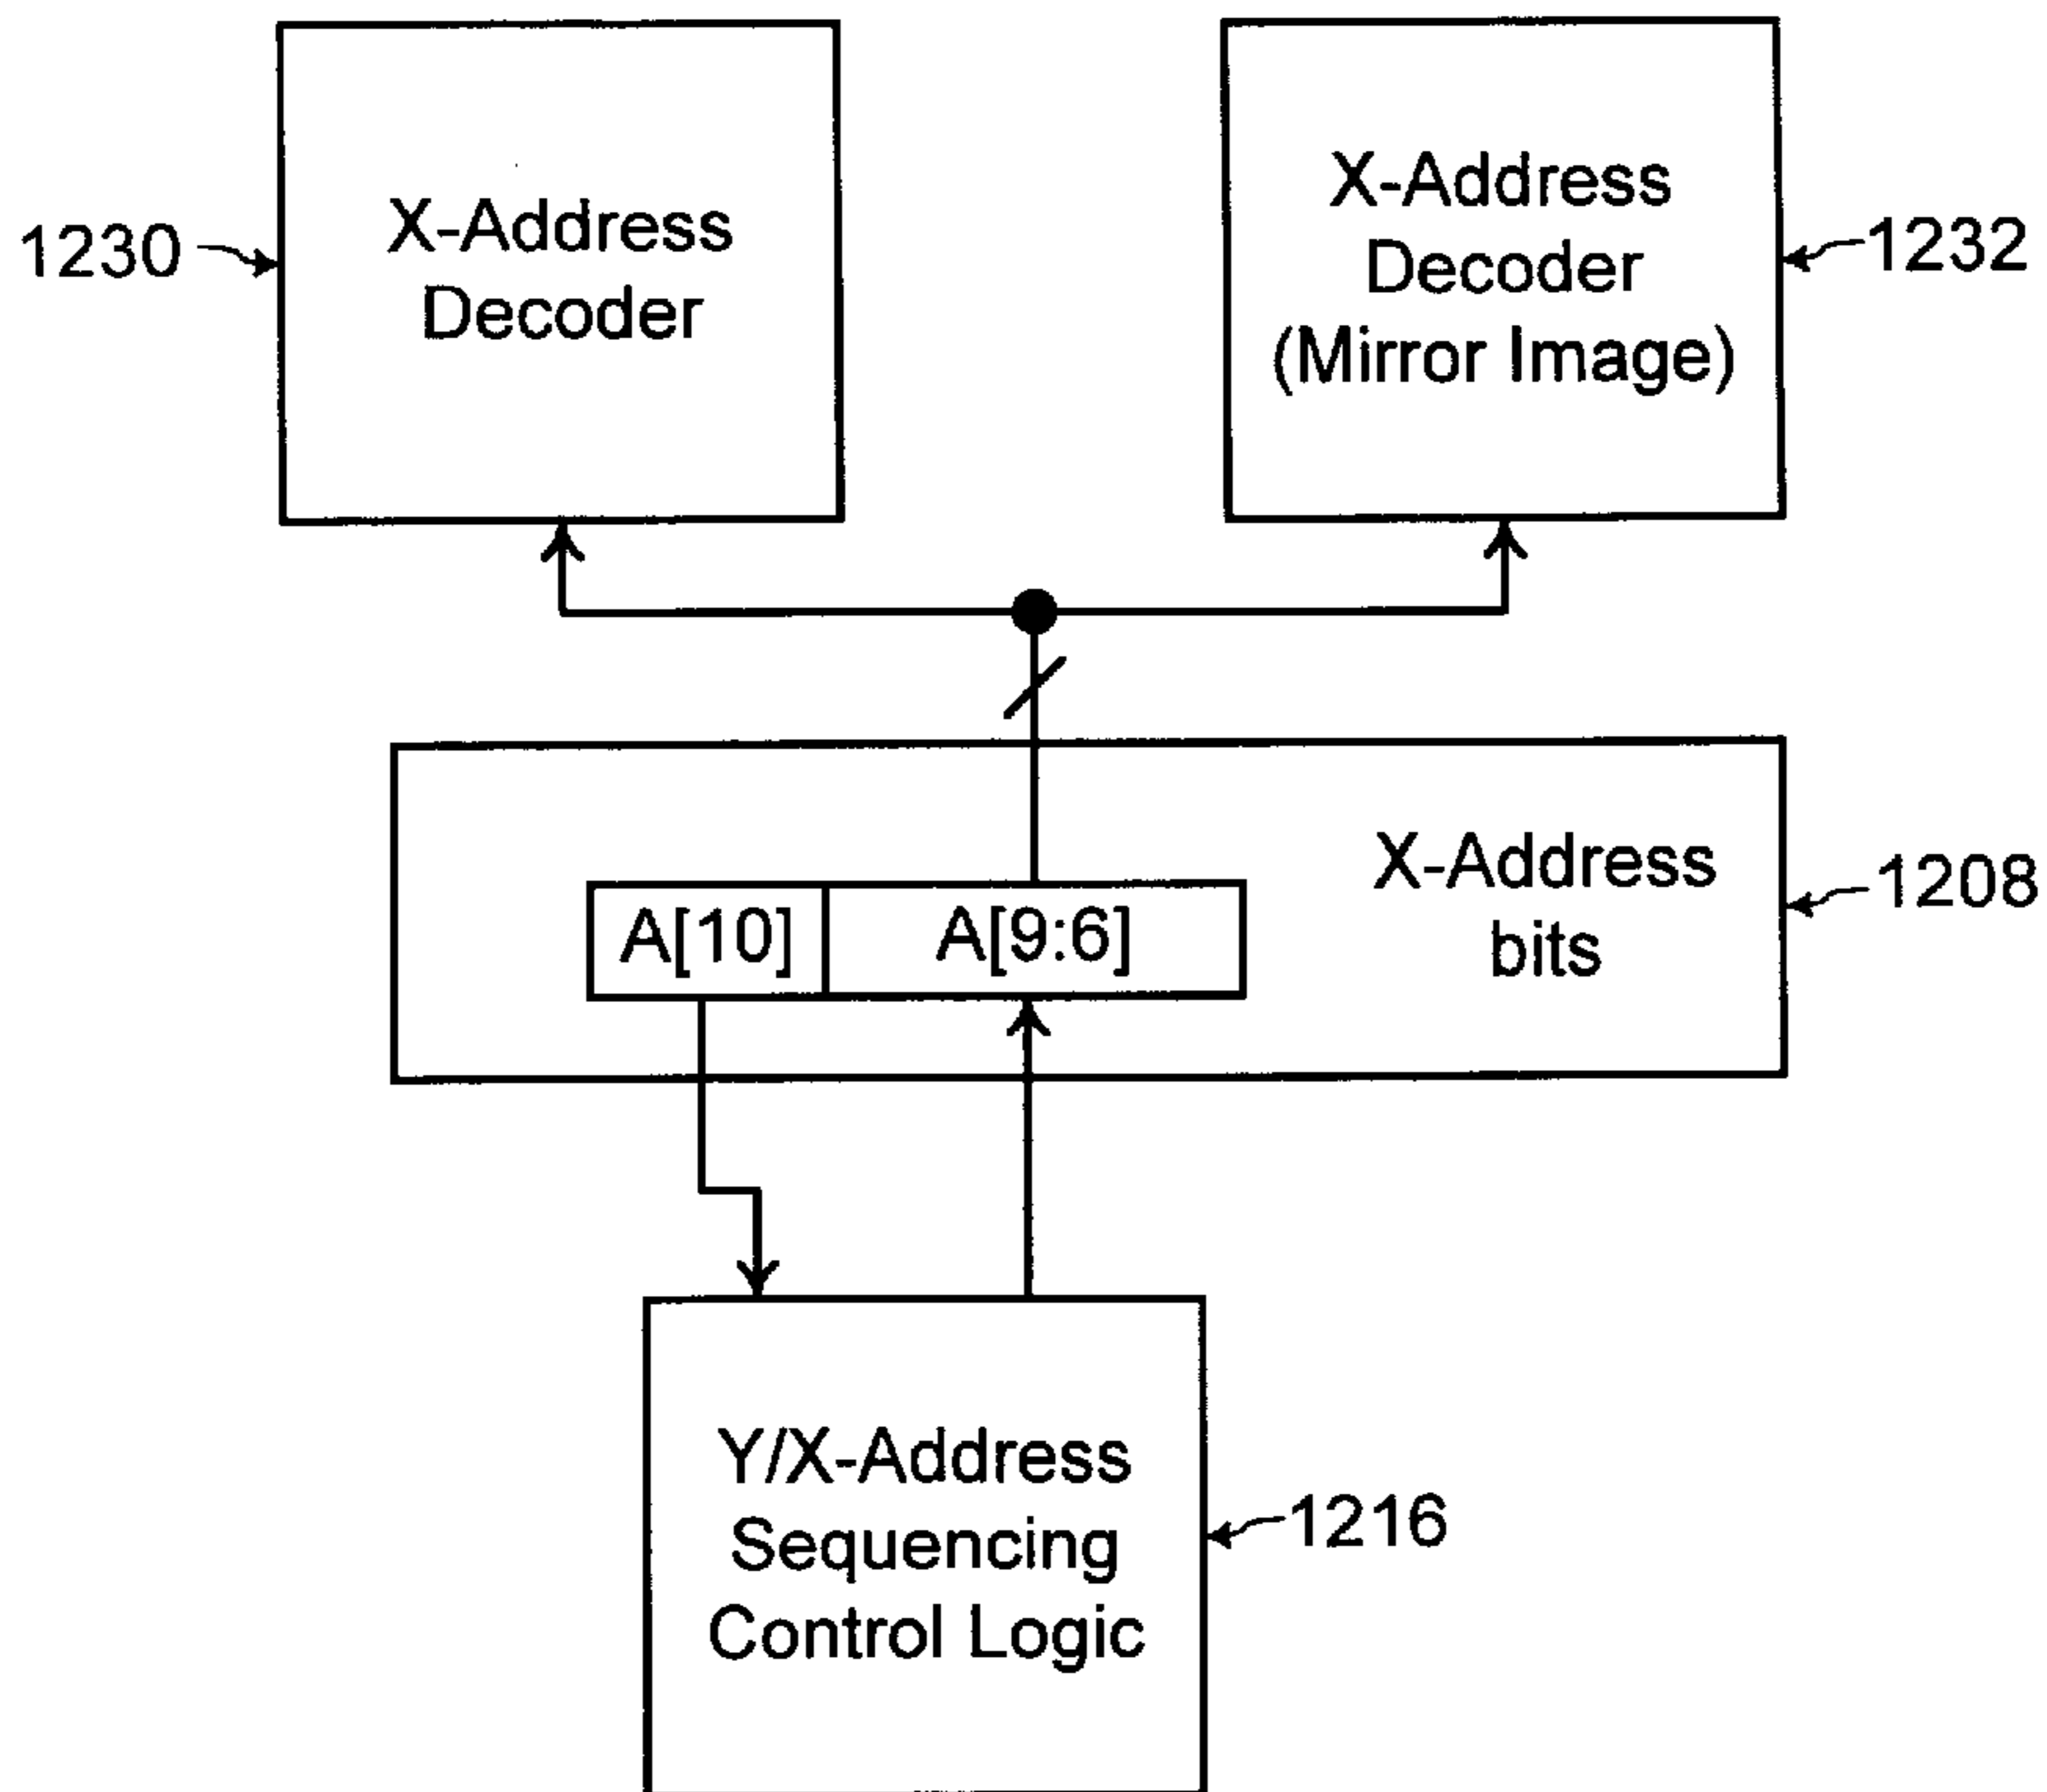 X-Address
Decoder
1230
X-Address
Decoder
(Mirror Image)
1232
A[10]
A[9:6]
X-Address
bits
1208
Y/X-Address
Sequencing
Control Logic
1216